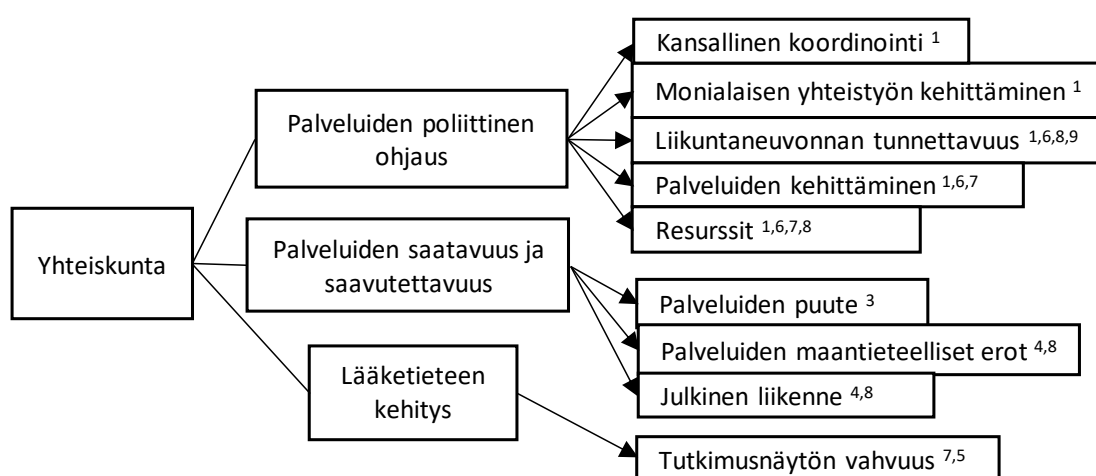 Yhteiskunta
Palveluiden poliittinen
ohjaus
Kansallinen koordinointi 1
Monialaisen yhteistyön kehittäminen 1
Liikuntaneuvonnan tunnettavuus 1,6,8,9
Palveluiden kehittäminen 1,6,7
Resurssit 1,6,7,8
Palveluiden saatavuus ja
saavutettavuus
Palveluiden puute 3
Palveluiden maantieteelliset erot 4,8
Julkinen liikenne 4,8
Lääketieteen
kehitys
Tutkimusnäytön vahvuus 7,5